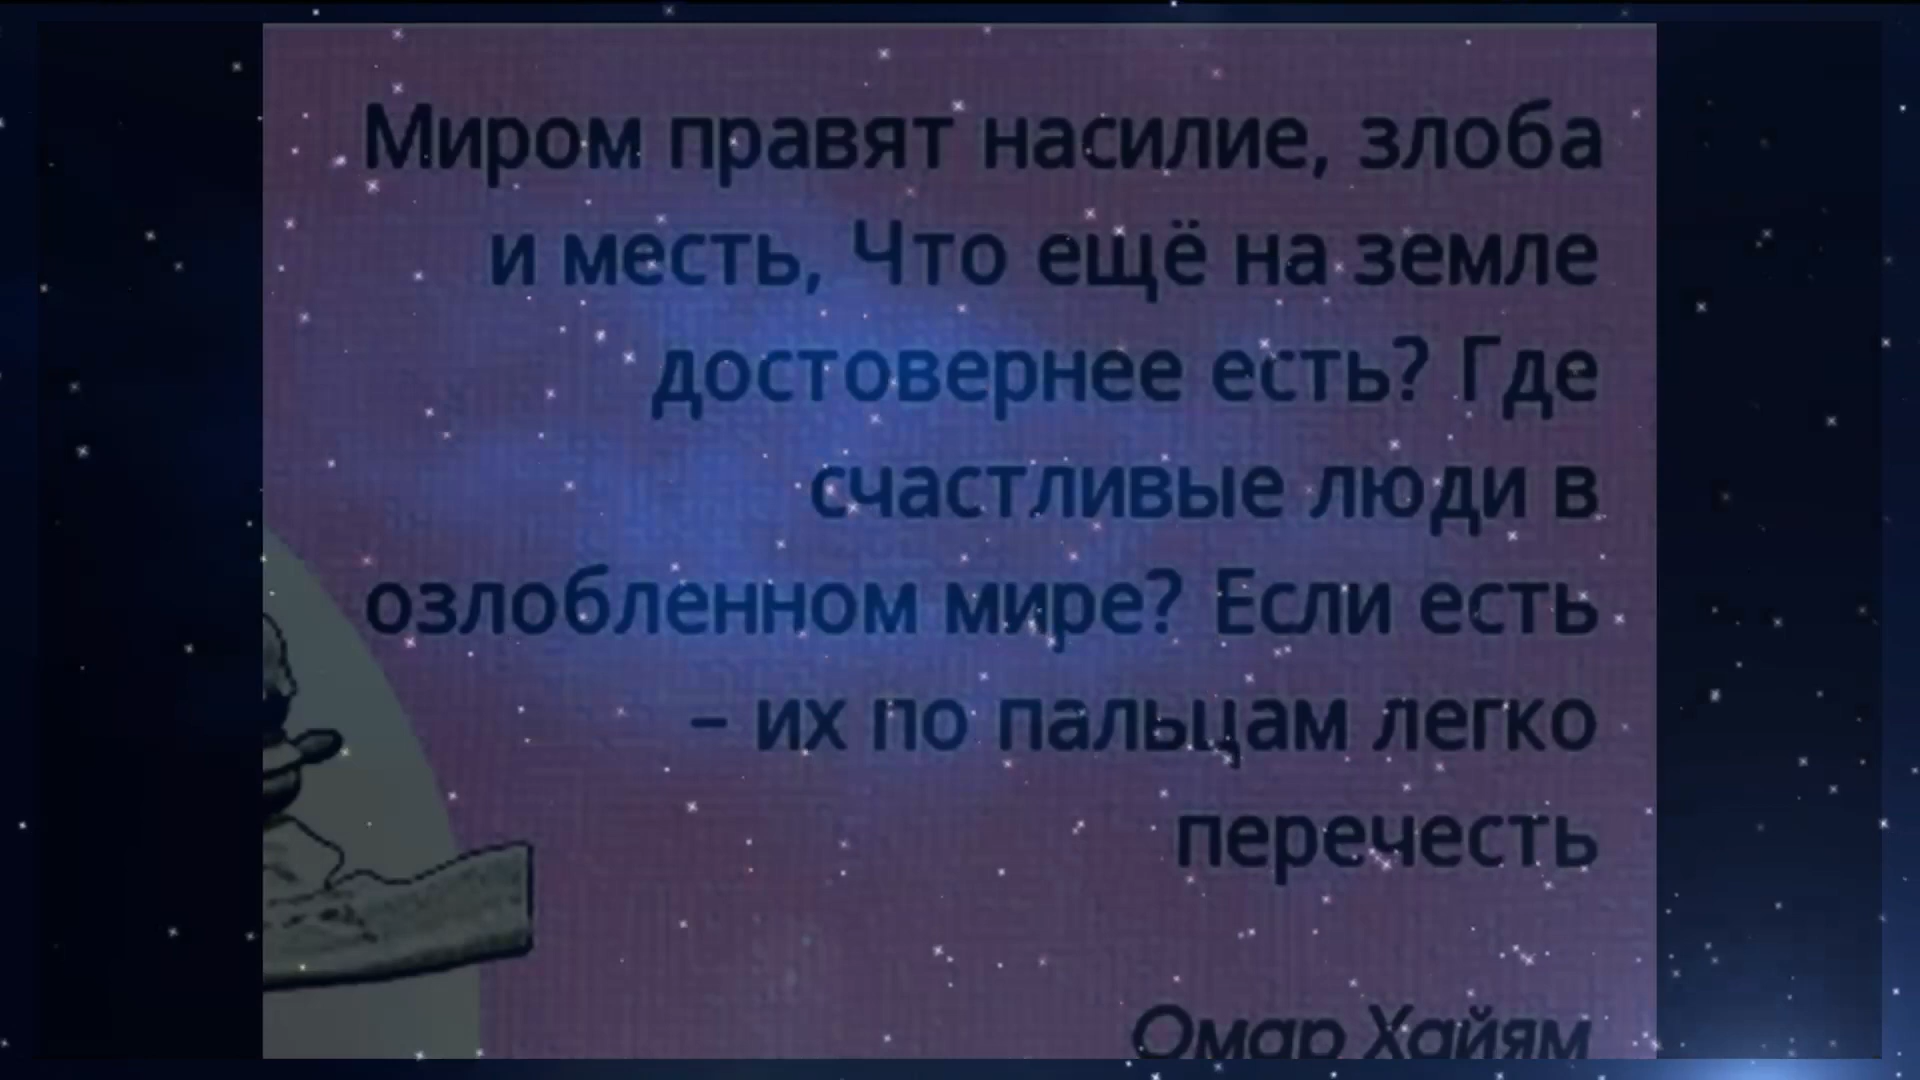 Миром правят насилие, злоба
и месть, Что ещё на земле
достовернее есть? Где
счастливые люди в
озлобленном мире? Если есть
– их по пальцам легко
перечесть
Омар Хайям